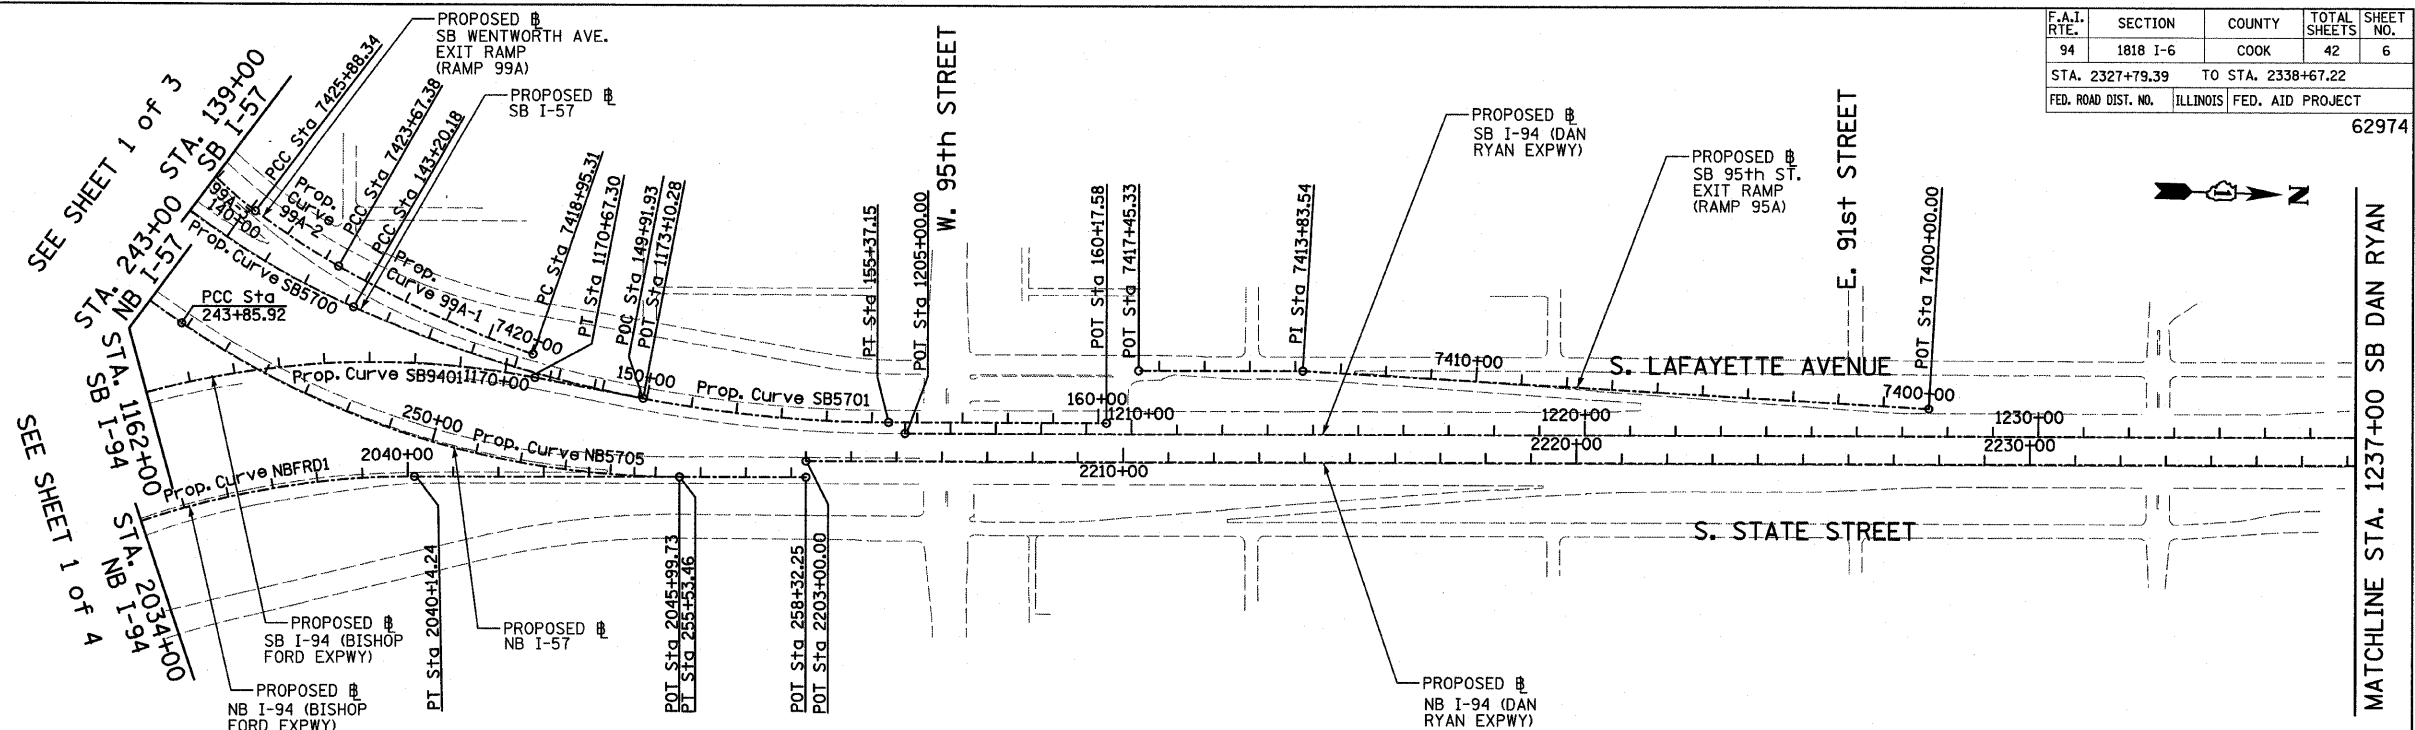 F.A.I. RTE. SECTION COUNTY TOTAL SHEETS SHEET NO.
94 1818 I-6 COOK 42 6
STA. 2327+79.39 TO STA. 2338+67.22
FED. ROAD DIST. NO. ILLINOIS FED. AID PROJECT
62974
PROPOSED ℄
SB WENTWORTH AVE.
EXIT RAMP
(RAMP 99A)
PROPOSED ℄
SB I-57
SEE SHEET 1 of 3
STA. 139+00
SB I-57
STA. 243+00
NB I-57
STA. 1162+00
SB I-94
STA. 2034+00
NB I-94
SEE SHEET 1 of 4
PCC Sta 7425+88.34
PCC Sta 7423+67.38
PCC Sta 143+20.18
PC Sta 7418+95.31
PT Sta 1170+67.30
POC Sta 149+91.93
POT Sta 1173+10.28
PT Sta 155+37.15
POT Sta 1205+00.00
W. 95th STREET
POT Sta 160+17.58
POT Sta 7417+45.33
PI Sta 7413+83.54
PROPOSED ℄
SB I-94 (DAN
RYAN EXPWY)
PROPOSED ℄
SB 95th ST.
EXIT RAMP
(RAMP 95A)
E. 91st STREET
POT Sta 7400+00.00
N
MATCHLINE STA. 1237+00 SB DAN RYAN
99A-3
140+00
Prop.
Curve
99A-2
Prop. Curve SB5700
Prop.
Curve 99A-1
7420+00
PCC Sta
243+85.92
Prop. Curve SB9401
1170+00
150+00
Prop. Curve SB5701
160+00
1210+00
7410+00
S. LAFAYETTE AVENUE
7400+00
1220+00
1230+00
250+00
Prop. Curve NB5705
2040+00
Prop. Curve NBFRD1
2210+00
2220+00
2230+00
S. STATE STREET
PT Sta 2040+14.24
POT Sta 2045+99.73
PT Sta 255+53.46
POT Sta 258+32.25
POT Sta 2203+00.00
PROPOSED ℄
SB I-94 (BISHOP
FORD EXPWY)
PROPOSED ℄
NB I-57
PROPOSED ℄
NB I-94 (BISHOP
FORD EXPWY)
PROPOSED ℄
NB I-94 (DAN
RYAN EXPWY)